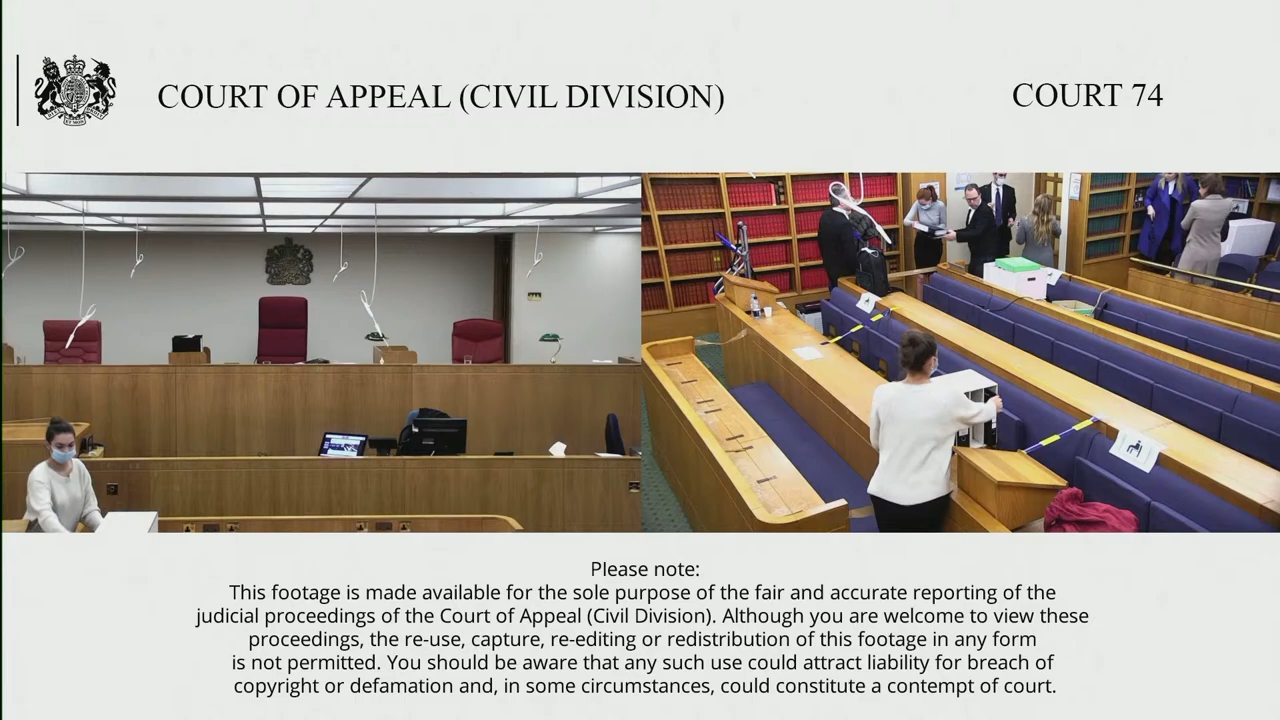 COURT OF APPEAL (CIVIL DIVISION)
COURT 74
Please note:
This footage is made available for the sole purpose of the fair and accurate reporting of the
judicial proceedings of the Court of Appeal (Civil Division). Although you are welcome to view these
proceedings, the re-use, capture, re-editing or redistribution of this footage in any form
is not permitted. You should be aware that any such use could attract liability for breach of
copyright or defamation and, in some circumstances, could constitute a contempt of court.